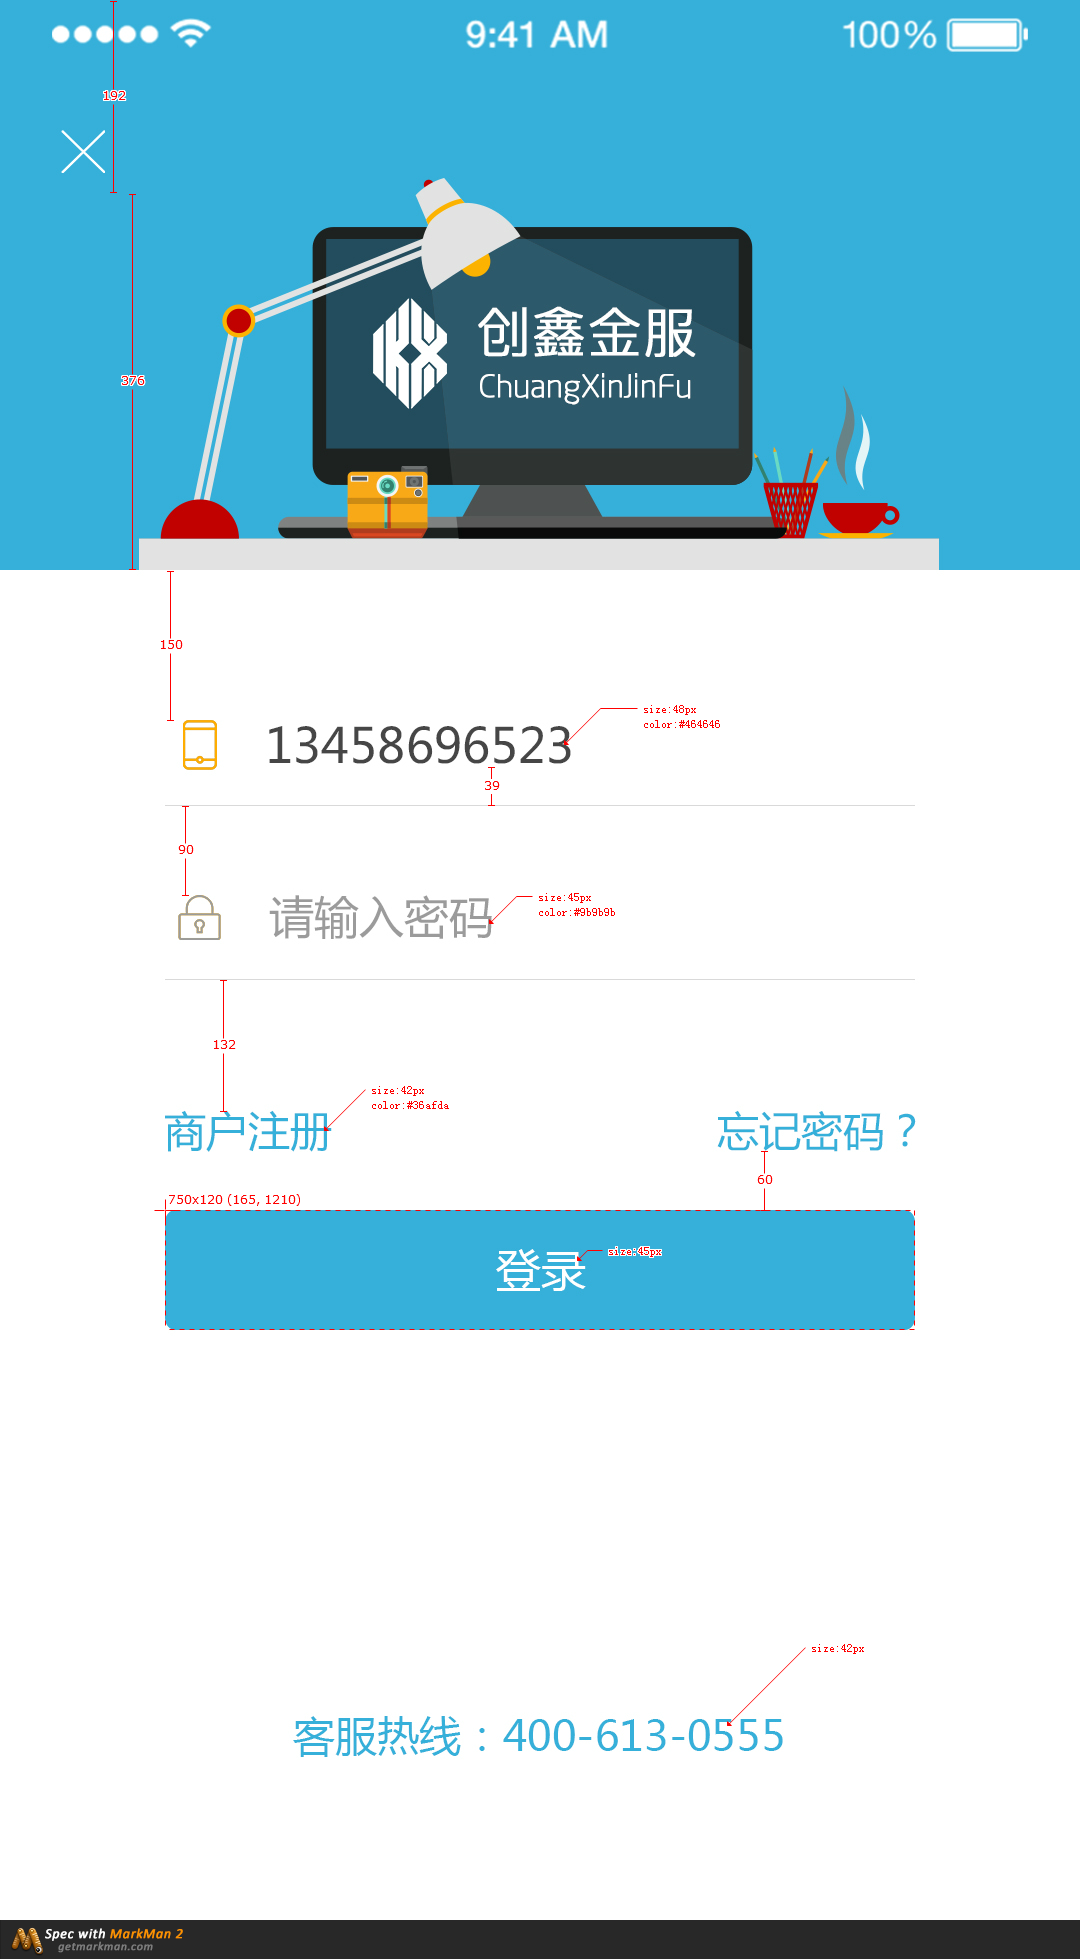 9:41 AM
100%
192
376
创鑫金服
ChuangXinJinFu
150
13458696523
size:48px
color:#464646
39
90
请输入密码
size:45px
color:#9b9b9b
132
size:42px
color:#36afda
商户注册
忘记密码？
60
750x120 (165, 1210)
登录
size:45px
size:42px
客服热线：400-613-0555
Spec with MarkMan 2
getmarkman.com